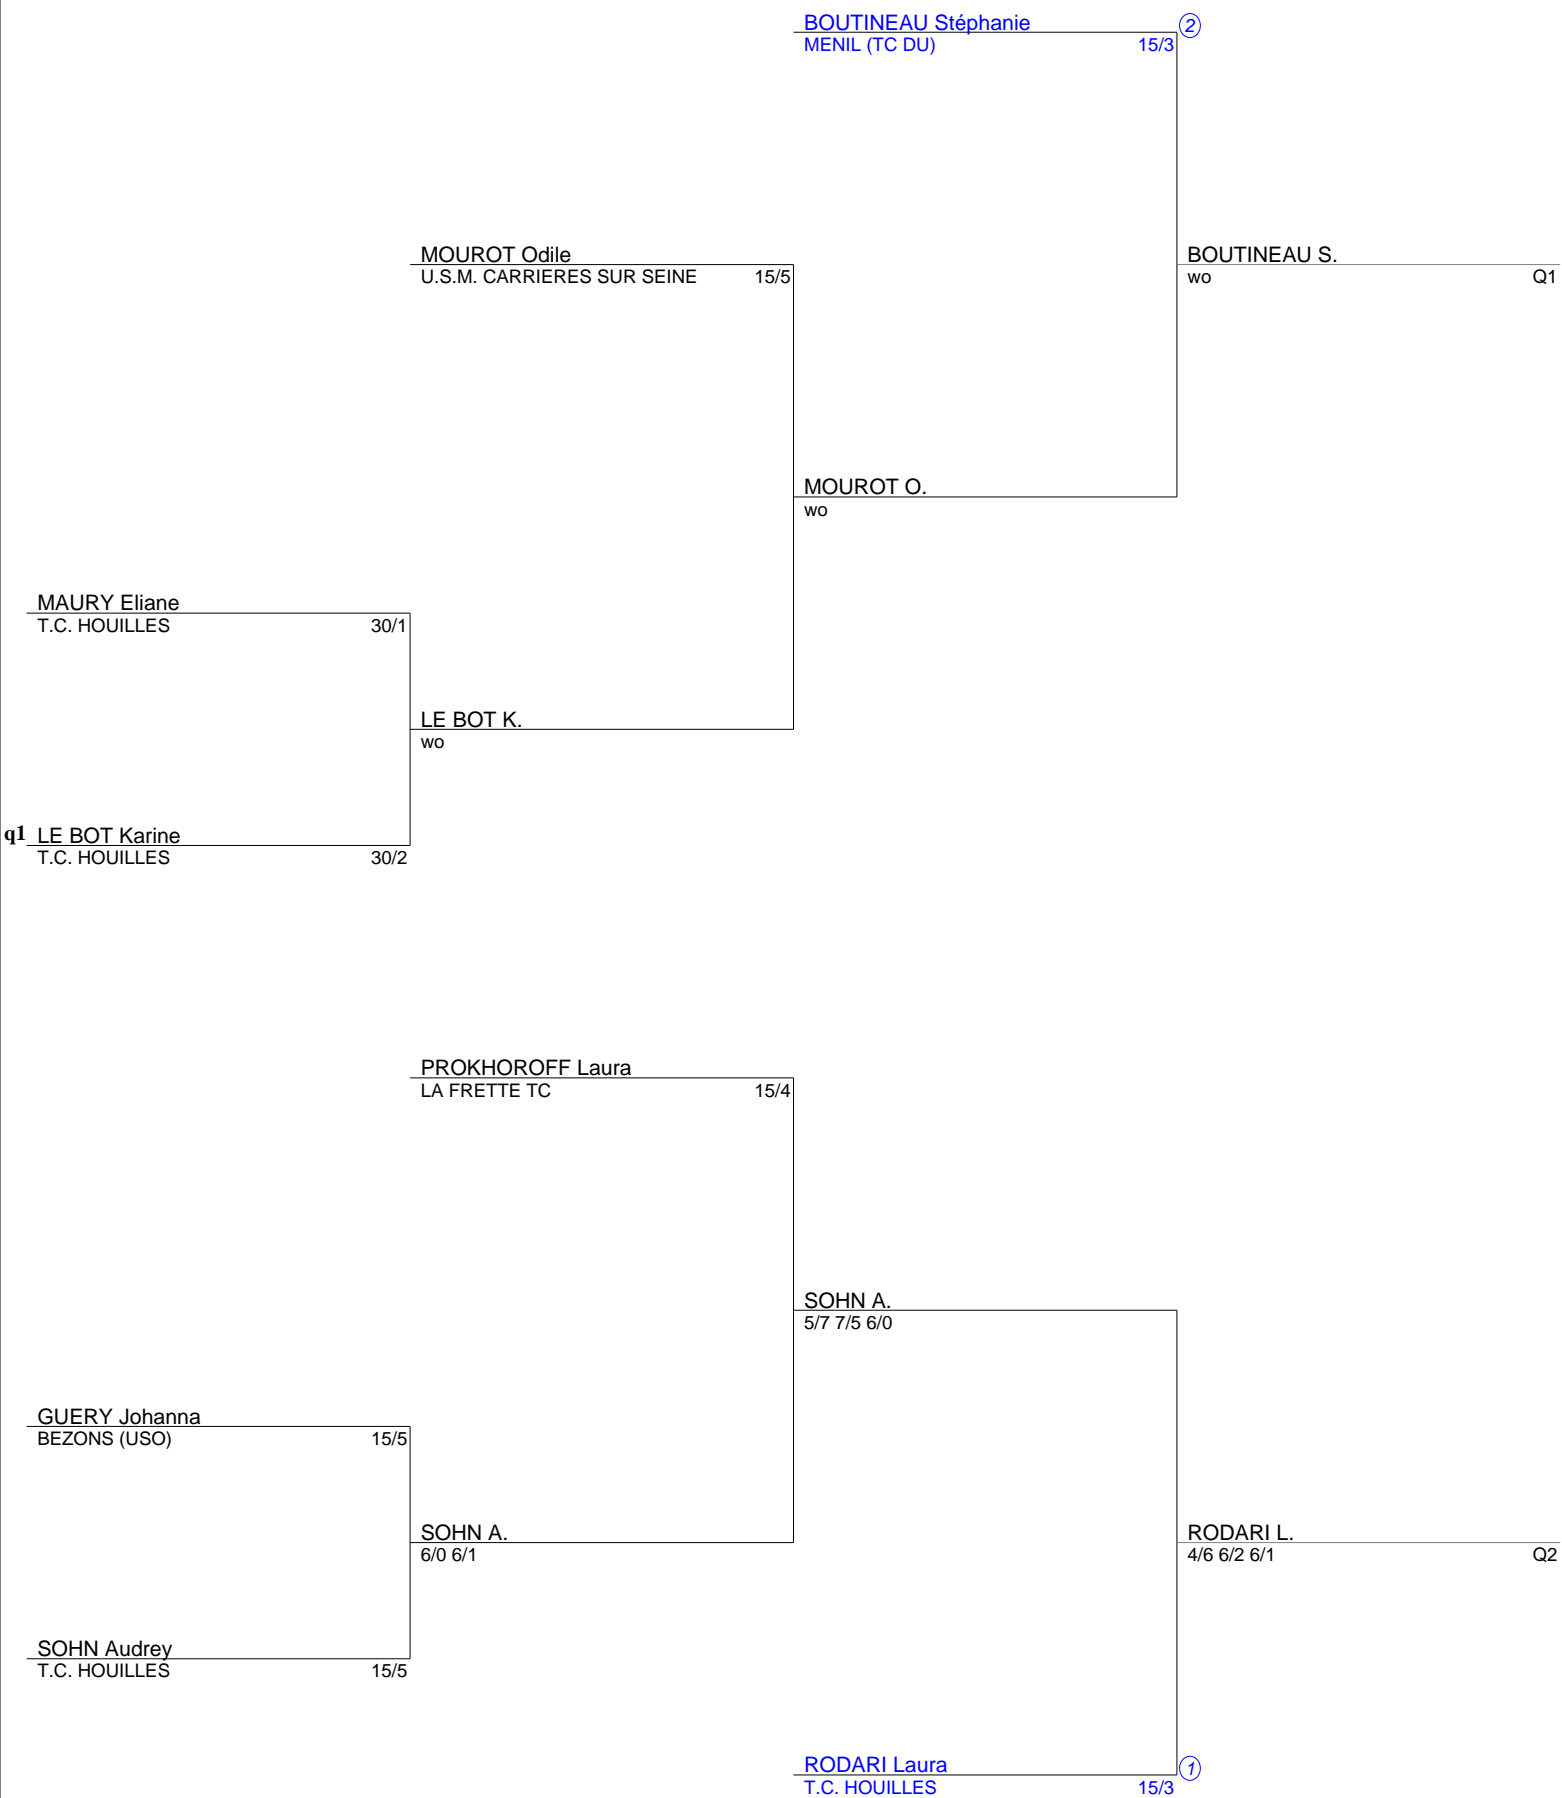 BOUTINEAU Stéphanie 2
MENIL (TC DU) 15/3
MOUROT Odile
U.S.M. CARRIERES SUR SEINE 15/5
BOUTINEAU S.
wo Q1
MOUROT O.
wo
MAURY Eliane
T.C. HOUILLES 30/1
LE BOT K.
wo
q1 LE BOT Karine
T.C. HOUILLES 30/2
PROKHOROFF Laura
LA FRETTE TC 15/4
SOHN A.
5/7 7/5 6/0
GUERY Johanna
BEZONS (USO) 15/5
SOHN A.
6/0 6/1
RODARI L.
4/6 6/2 6/1 Q2
SOHN Audrey
T.C. HOUILLES 15/5
RODARI Laura 1
T.C. HOUILLES 15/3